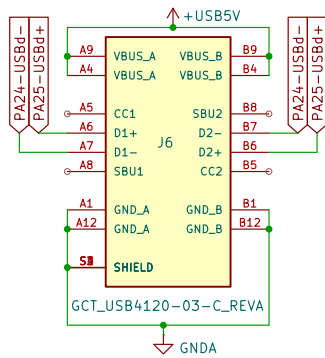 +USB5V
PA24-USBd-
PA25-USBd+
PA24-USBd-
PA25-USBd+
A9 VBUS_A VBUS_B B9
A4 VBUS_A VBUS_B B4
A5 CC1 SBU2 B8
A6 D1+ D2- B7
J6
A7 D1- D2+ B6
A8 SBU1 CC2 B5
A1 GND_A GND_B B1
A12 GND_A GND_B B12
SHIELD
GCT_USB4120-03-C_REVA
GNDA